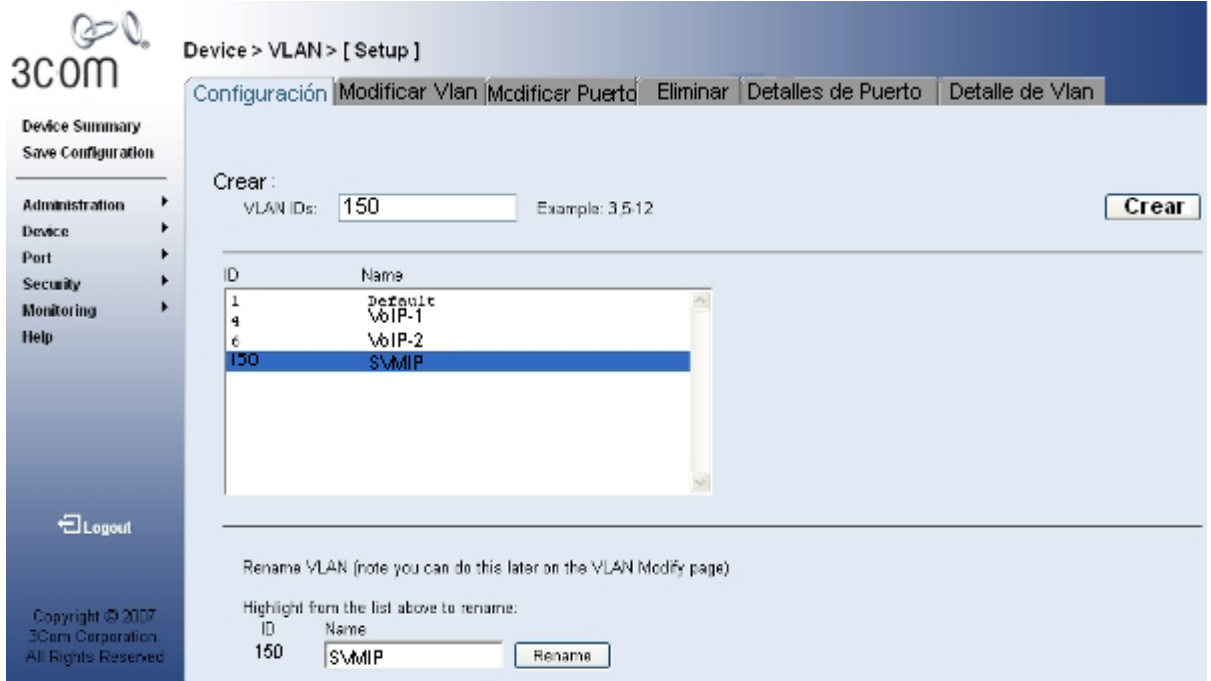 3COM
Device > VLAN > [ Setup ]
Configuración Modificar Vlan Modificar Puerto Eliminar Detalles de Puerto Detalle de Vlan
Device Summary
Save Configuration
Administration
Device
Port
Security
Monitoring
Help
Logout
Copyright © 2007
3Com Corporation.
All Rights Reserved
Crear :
VLAN IDs: 150 Example: 3,5-12 Crear
ID Name
1 Default
4 VoIP-1
6 VoIP-2
150 SVMIP
Rename VLAN (note you can do this later on the VLAN Modify page)
Highlight from the list above to rename:
ID Name
150 SVMIP Rename